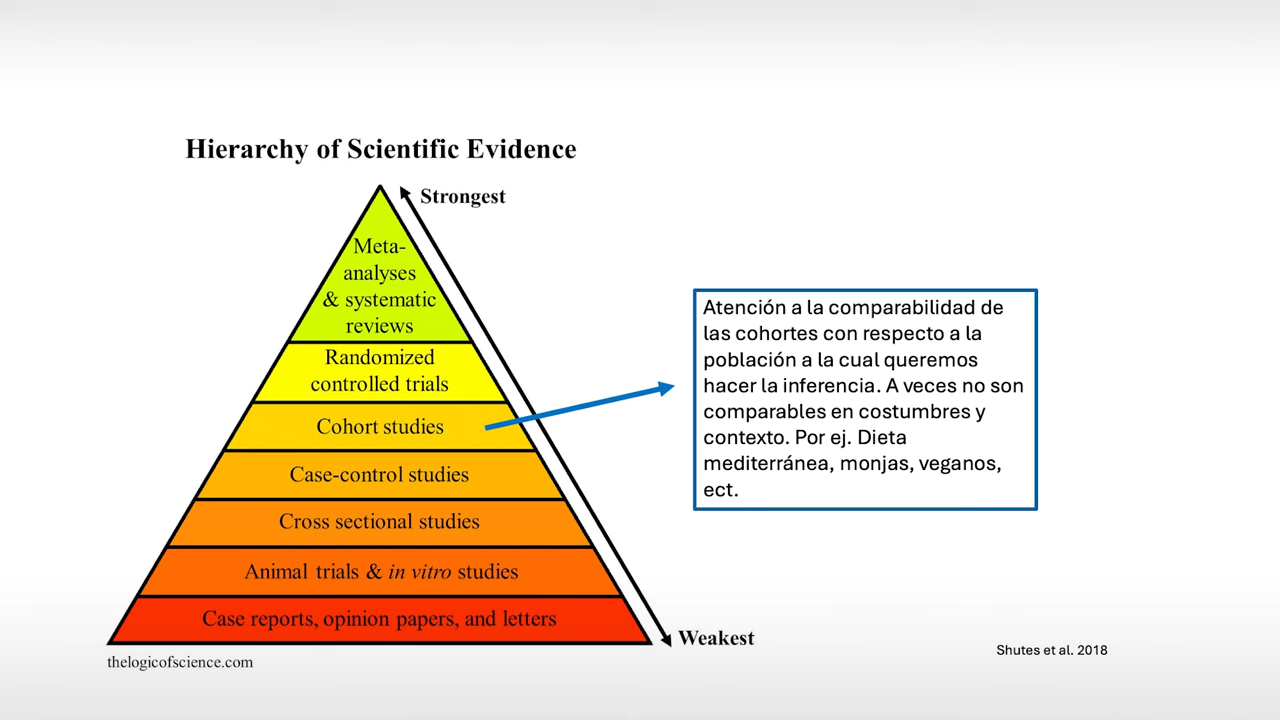 Hierarchy of Scientific Evidence
Strongest
Meta-
analyses
& systematic
reviews
Randomized
controlled trials
Cohort studies
Case-control studies
Cross sectional studies
Animal trials & in vitro studies
Case reports, opinion papers, and letters
Weakest
thelogicofscience.com
Atención a la comparabilidad de
las cohortes con respecto a la
población a la cual queremos
hacer la inferencia. A veces no son
comparables en costumbres y
contexto. Por ej. Dieta
mediterránea, monjas, veganos,
ect.
Shutes et al. 2018